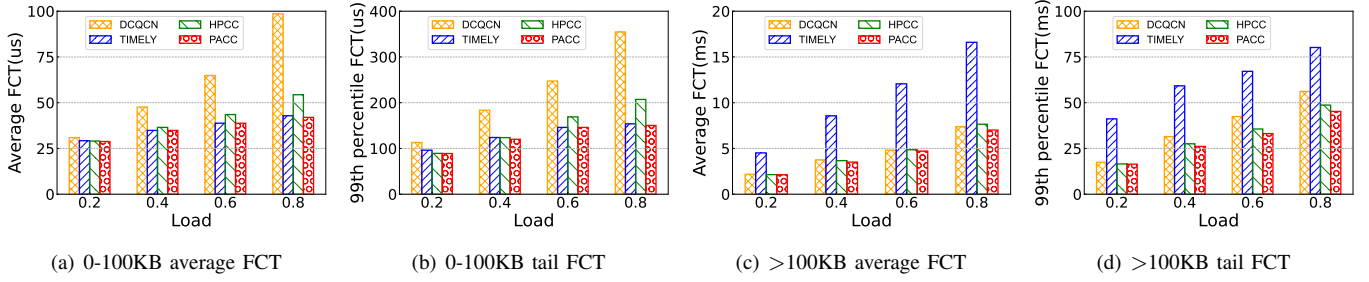 Average FCT(us)
100
75
50
25
0
DCQCN
TIMELY
HPCC
PACC
0.2 0.4 0.6 0.8
Load
(a) 0-100KB average FCT
99th percentile FCT(us)
400
300
200
100
0
DCQCN
TIMELY
HPCC
PACC
0.2 0.4 0.6 0.8
Load
(b) 0-100KB tail FCT
Average FCT(ms)
20
15
10
5
0
DCQCN
TIMELY
HPCC
PACC
0.2 0.4 0.6 0.8
Load
(c) >100KB average FCT
99th percentile FCT(ms)
100
75
50
25
0
DCQCN
TIMELY
HPCC
PACC
0.2 0.4 0.6 0.8
Load
(d) >100KB tail FCT